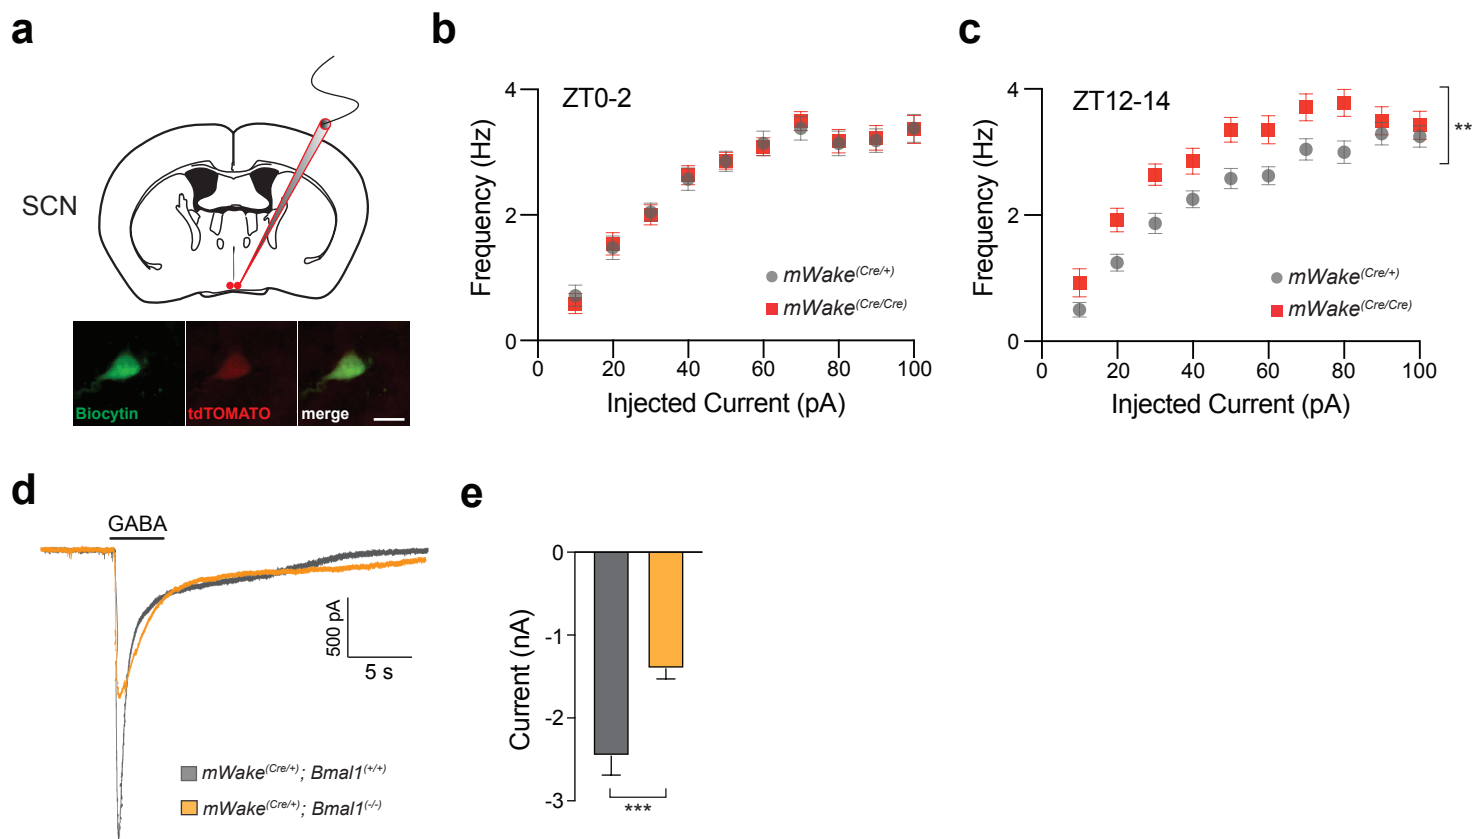 a
SCN
Biocytin
tdTOMATO
merge
b
ZT0-2
Frequency (Hz)
4
2
0
0
20
40
60
80
100
Injected Current (pA)
mWake(Cre/+)
mWake(Cre/Cre)
c
ZT12-14
Frequency (Hz)
4
2
0
0
20
40
60
80
100
Injected Current (pA)
mWake(Cre/+)
mWake(Cre/Cre)
**
d
GABA
500 pA
5 s
mWake(Cre/+); Bmal1(+/+)
mWake(Cre/+); Bmal1(-/-)
e
Current (nA)
0
-1
-2
-3
***